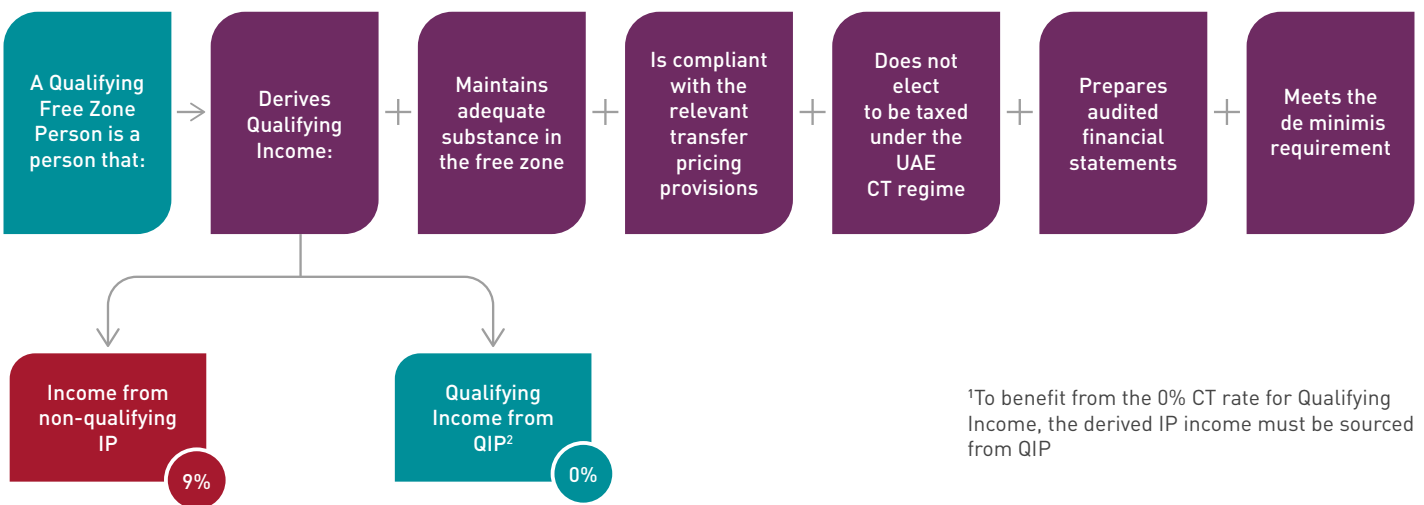 A Qualifying
Free Zone
Person is a
person that:
Derives
Qualifying
Income:
+
Maintains
adequate
substance in
the free zone
+
Is compliant
with the
relevant
transfer
pricing
provisions
+
Does not
elect
to be taxed
under the
UAE
CT regime
+
Prepares
audited
financial
statements
+
Meets the
de minimis
requirement
Income from
non-qualifying
IP
9%
Qualifying
Income from
QIP²
0%
¹To benefit from the 0% CT rate for Qualifying
Income, the derived IP income must be sourced
from QIP